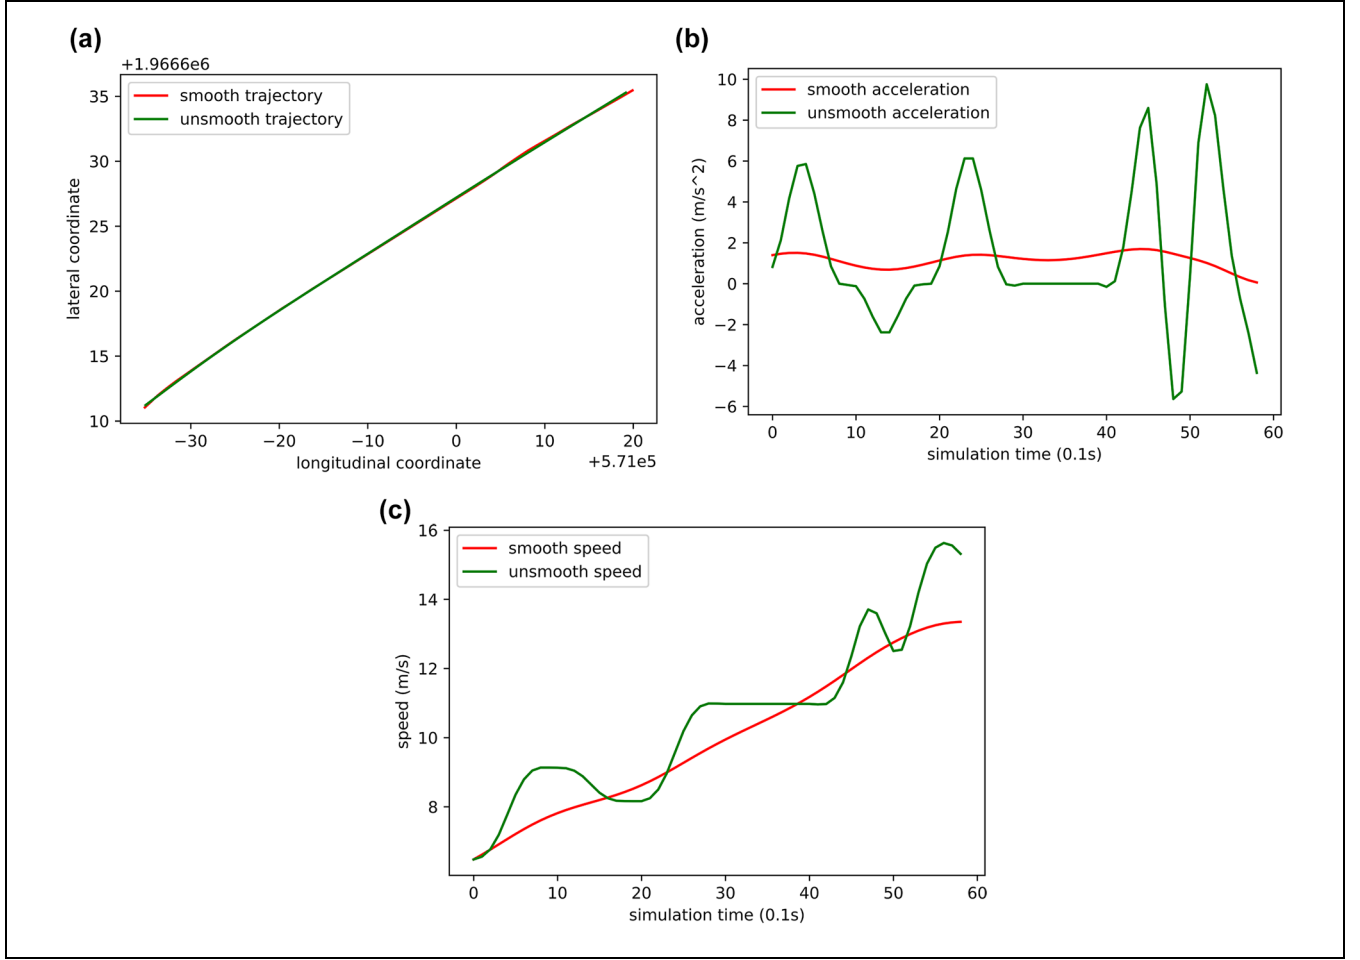 (a)
+1.9666e6
smooth trajectory
unsmooth trajectory
35
30
25
20
15
10
lateral coordinate
−30 −20 −10 0 10 20
longitudinal coordinate
+5.71e5
(b)
smooth acceleration
unsmooth acceleration
10
8
6
4
2
0
−2
−4
−6
acceleration (m/s^2)
0 10 20 30 40 50 60
simulation time (0.1s)
(c)
smooth speed
unsmooth speed
16
14
12
10
8
speed (m/s)
0 10 20 30 40 50 60
simulation time (0.1s)